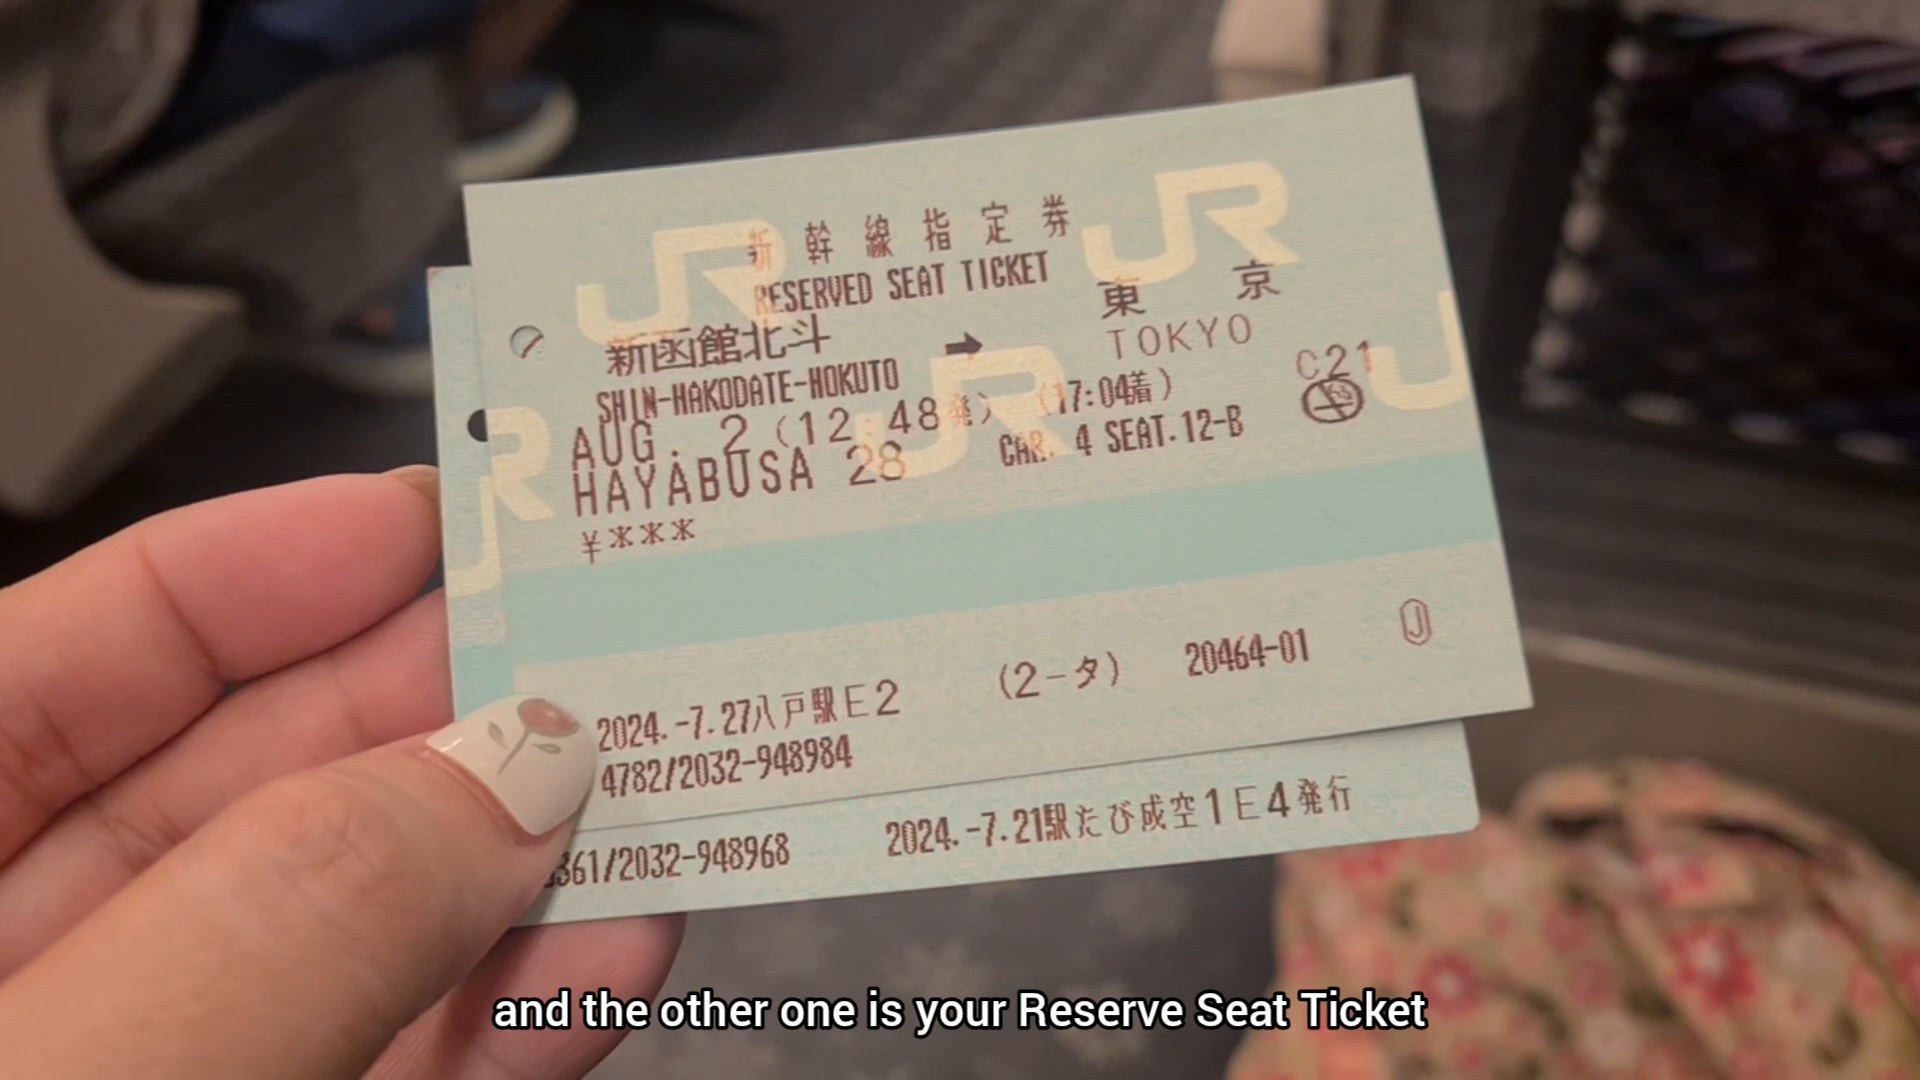 新幹線指定券
RESERVED SEAT TICKET
新函館北斗 ➡ 東京
SHIN-HAKODATE-HOKUTO TOKYO
AUG. 2 (12:48発) (17:04着) C21
HAYABUSA 28 CAR. 4 SEAT.12-B
¥***
2024.-7.27八戸駅E2 (2-タ) 20464-01 J
4782/2032-948984
361/2032-948968 2024.-7.21駅たび成空1E4発行
JR JR JR
and the other one is your Reserve Seat Ticket